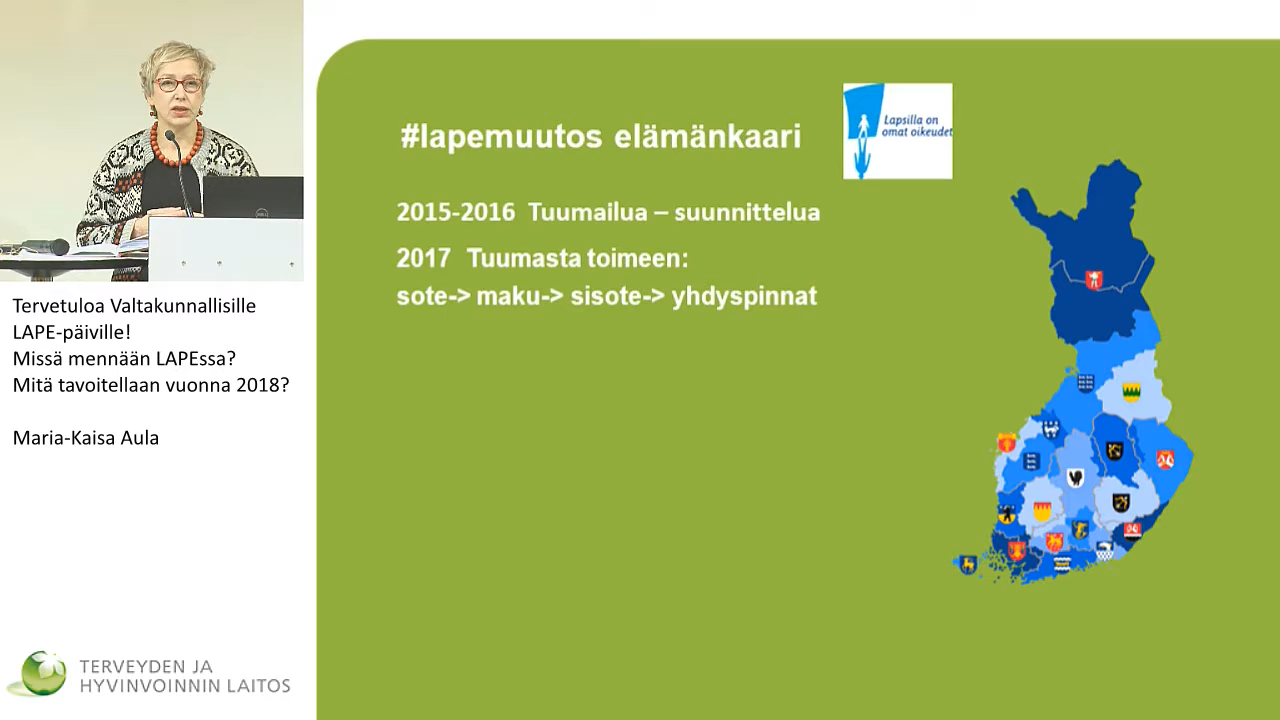 Tervetuloa Valtakunnallisille
LAPE-päiville!
Missä mennään LAPEssa?
Mitä tavoitellaan vuonna 2018?
Maria-Kaisa Aula
TERVEYDEN JA
HYVINVOINNIN LAITOS
#lapemuutos elämänkaari
Lapsilla on
omat oikeudet
2015-2016 Tuumailua – suunnittelua
2017 Tuumasta toimeen:
sote-> maku-> sisote-> yhdyspinnat
DELL